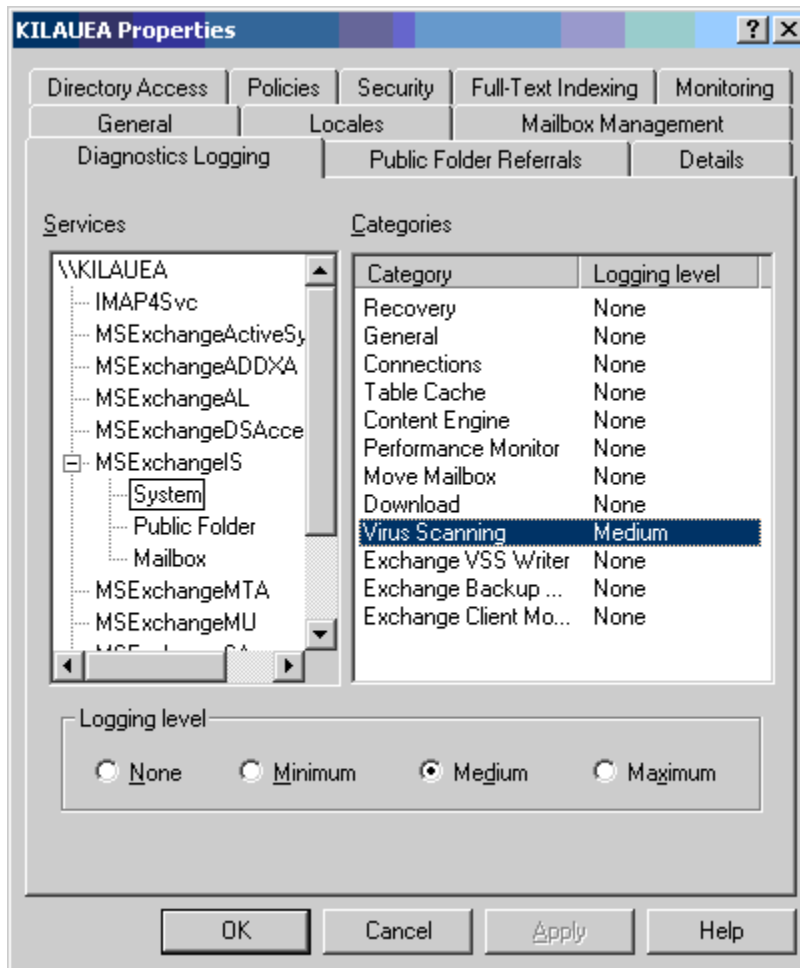 KILAUEA Properties
Directory Access Policies Security Full-Text Indexing Monitoring
General Locales Mailbox Management
Diagnostics Logging Public Folder Referrals Details
Services Categories
\\KILAUEA
IMAP4Svc
MSExchangeActiveSy
MSExchangeADDXA
MSExchangeAL
MSExchangeDSAcce
MSExchangeIS
System
Public Folder
Mailbox
MSExchangeMTA
MSExchangeMU
Category Logging level
Recovery None
General None
Connections None
Table Cache None
Content Engine None
Performance Monitor None
Move Mailbox None
Download None
Virus Scanning Medium
Exchange VSS Writer None
Exchange Backup ... None
Exchange Client Mo... None
Logging level
None Minimum Medium Maximum
OK Cancel Apply Help